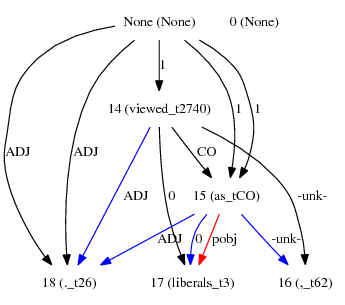 None (None) 0 (None)
1
14 (viewed_t2740)
1 1
ADJ ADJ CO
ADJ 0 15 (as_tCO) -unk-
ADJ 0 pobj -unk-
18 (._t26) 17 (liberals_t3) 16 (,_t62)